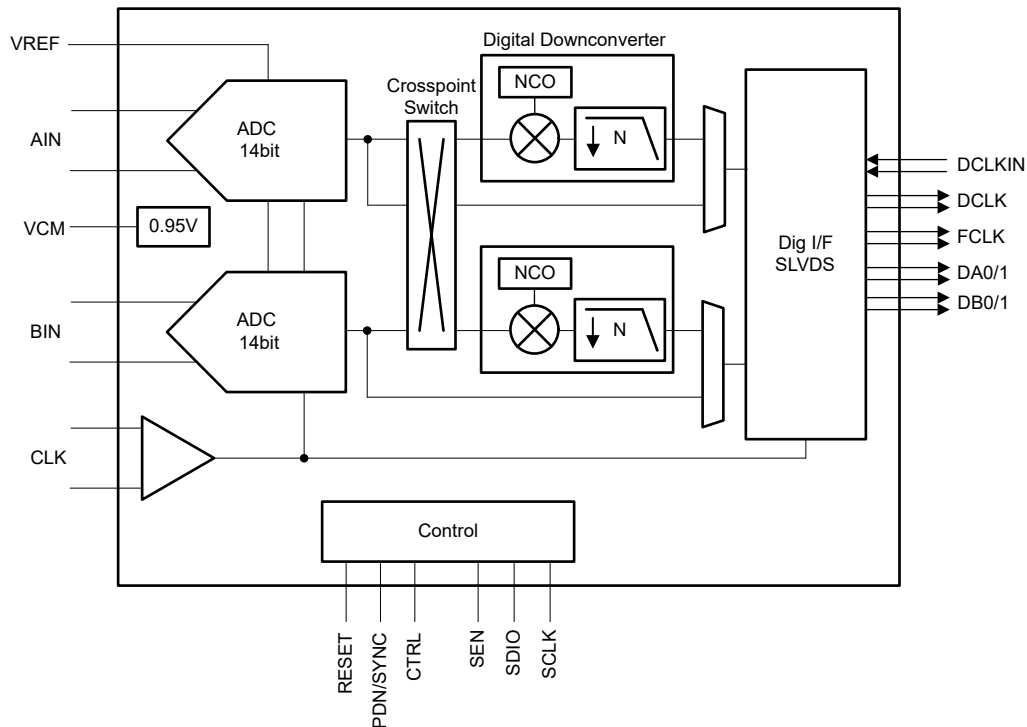 VREF
AIN
VCM
BIN
CLK
ADC
14bit
0.95V
ADC
14bit
Crosspoint
Switch
Digital Downconverter
NCO
N
NCO
N
Dig I/F
SLVDS
DCLKIN
DCLK
FCLK
DA0/1
DB0/1
Control
RESET
PDN/SYNC
CTRL
SEN
SDIO
SCLK